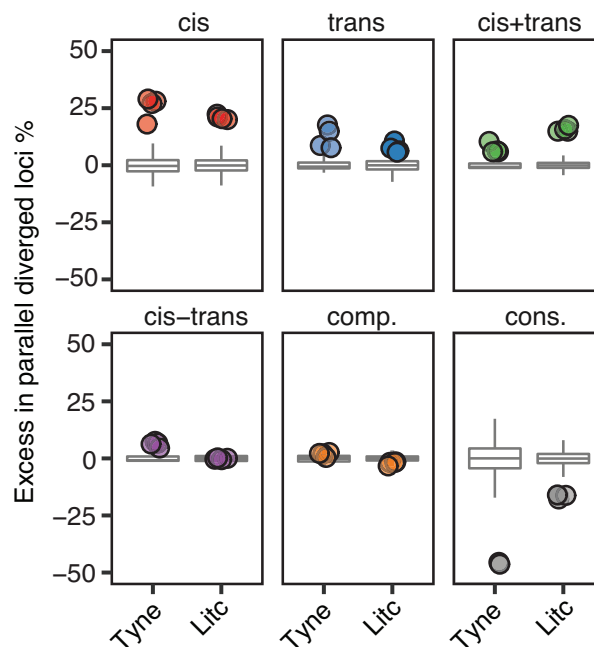 cis trans cis+trans
Excess in parallel diverged loci %
50
25
0
−25
−50
cis−trans comp. cons.
50
25
0
−25
−50
Tyne Litc Tyne Litc Tyne Litc